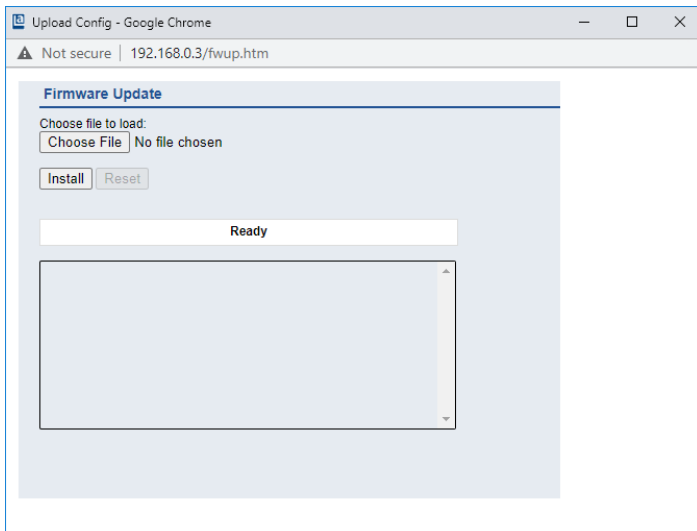 Upload Config - Google Chrome
Not secure | 192.168.0.3/fwup.htm
Firmware Update
Choose file to load:
Choose File No file chosen
Install Reset
Ready